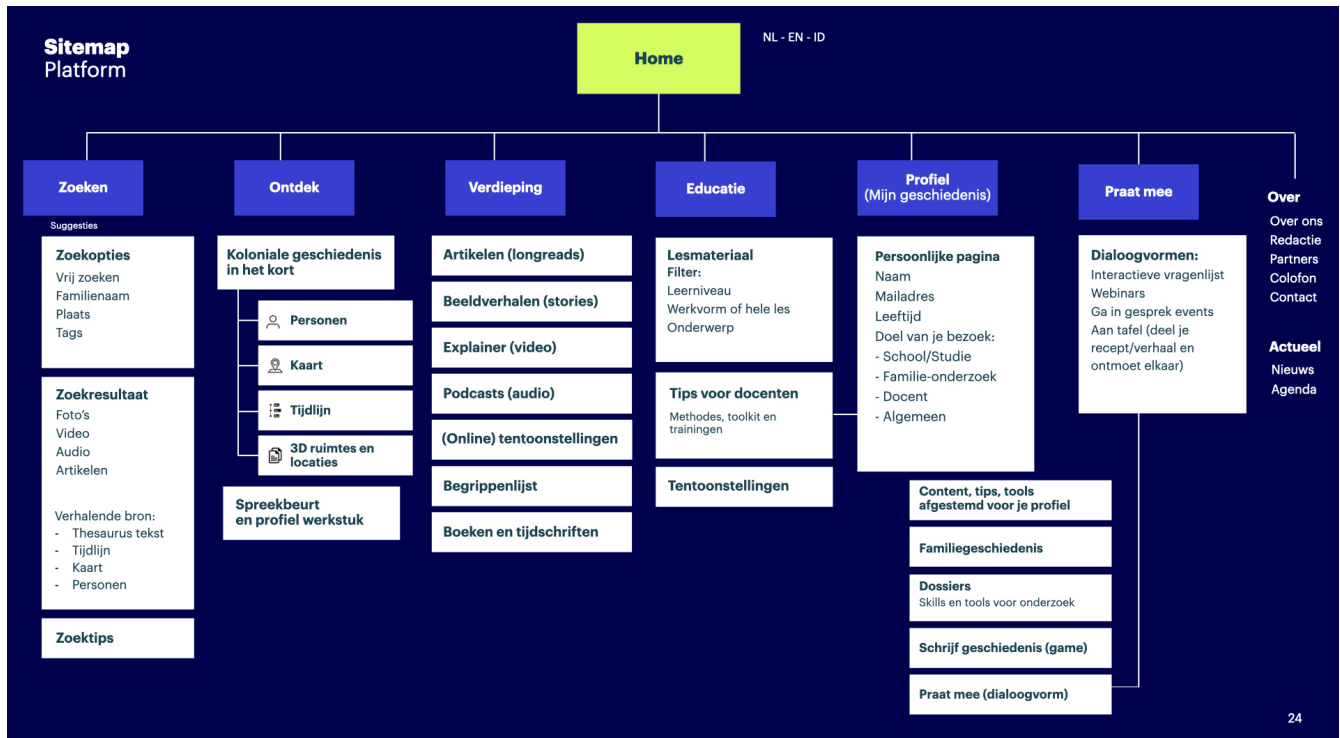 Sitemap
Platform
Home
NL - EN - ID
Zoeken
Suggesties
Zoekopties
Vrij zoeken
Familienaam
Plaats
Tags
Zoekresultaat
Foto's
Video
Audio
Artikelen
Verhalende bron:
- Thesaurus tekst
- Tijdlijn
- Kaart
- Personen
Zoektips
Ontdek
Koloniale geschiedenis
in het kort
Personen
Kaart
Tijdlijn
3D ruimtes en
locaties
Spreekbeurt
en profiel werkstuk
Verdieping
Artikelen (longreads)
Beeldverhalen (stories)
Explainer (video)
Podcasts (audio)
(Online) tentoonstellingen
Begrippenlijst
Boeken en tijdschriften
Educatie
Lesmateriaal
Filter:
Leerniveau
Werkvorm of hele les
Onderwerp
Tips voor docenten
Methodes, toolkit en
trainingen
Tentoonstellingen
Profiel
(Mijn geschiedenis)
Persoonlijke pagina
Naam
Mailadres
Leeftijd
Doel van je bezoek:
- School/Studie
- Familie-onderzoek
- Docent
- Algemeen
Content, tips, tools
afgestemd voor je profiel
Familiegeschiedenis
Dossiers
Skills en tools voor onderzoek
Schrijf geschiedenis (game)
Praat mee (dialoogvorm)
Praat mee
Dialoogvormen:
Interactieve vragenlijst
Webinars
Ga in gesprek events
Aan tafel (deel je
recept/verhaal en
ontmoet elkaar)
Over
Over ons
Redactie
Partners
Colofon
Contact
Actueel
Nieuws
Agenda
24